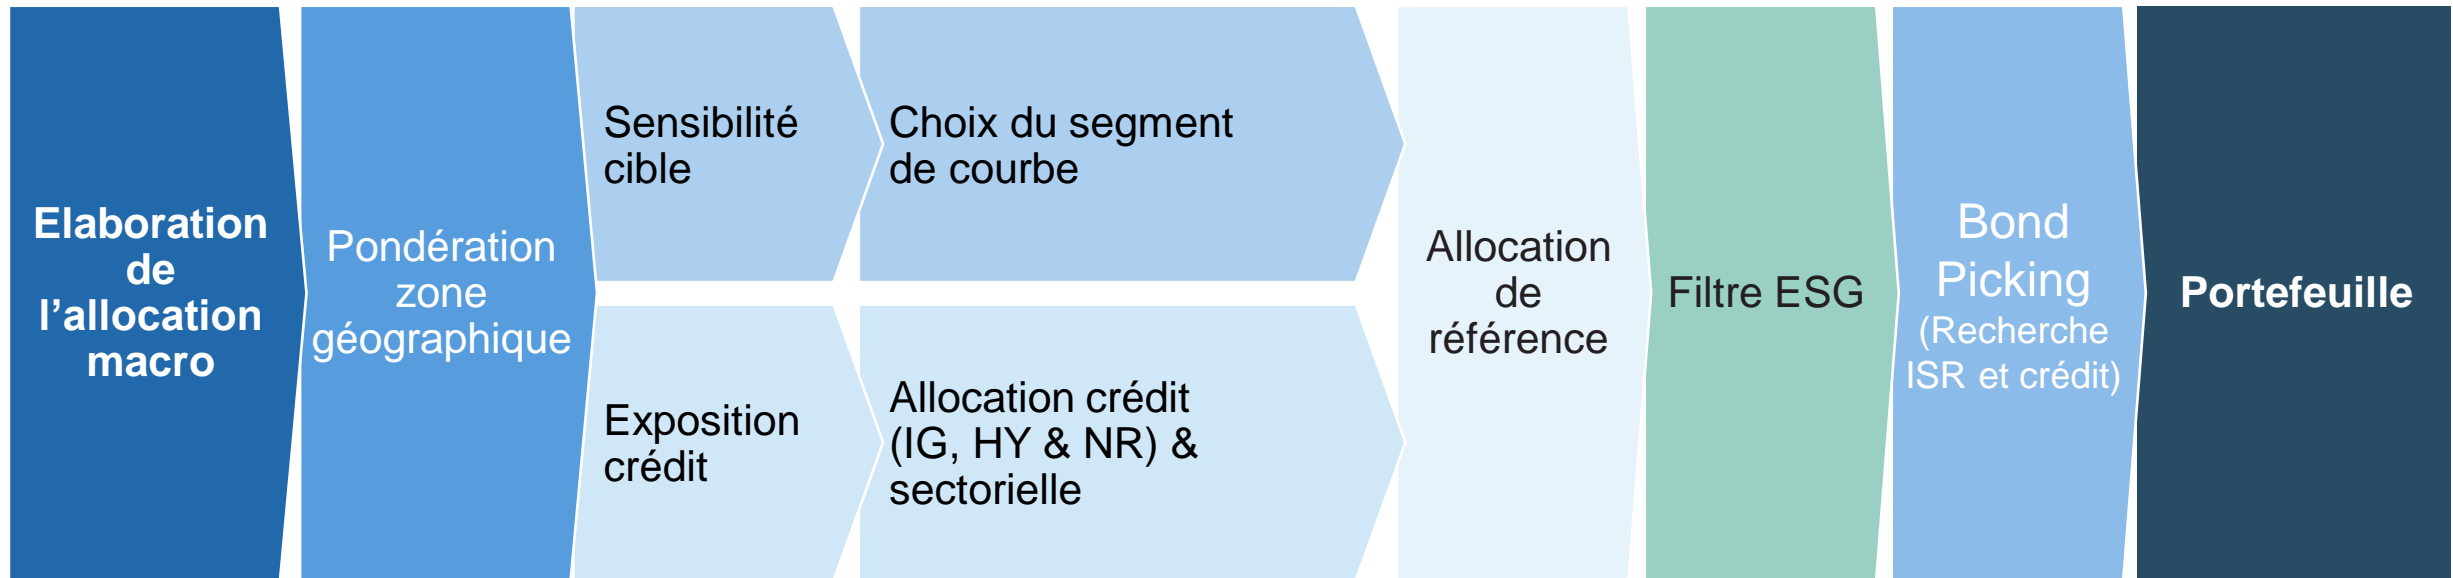 Elaboration
de
l’allocation
macro
Pondération
zone
géographique
Sensibilité
cible
Choix du segment
de courbe
Exposition
crédit
Allocation crédit
(IG, HY & NR) &
sectorielle
Allocation
de
référence
Filtre ESG
Bond
Picking
(Recherche
ISR et crédit)
Portefeuille